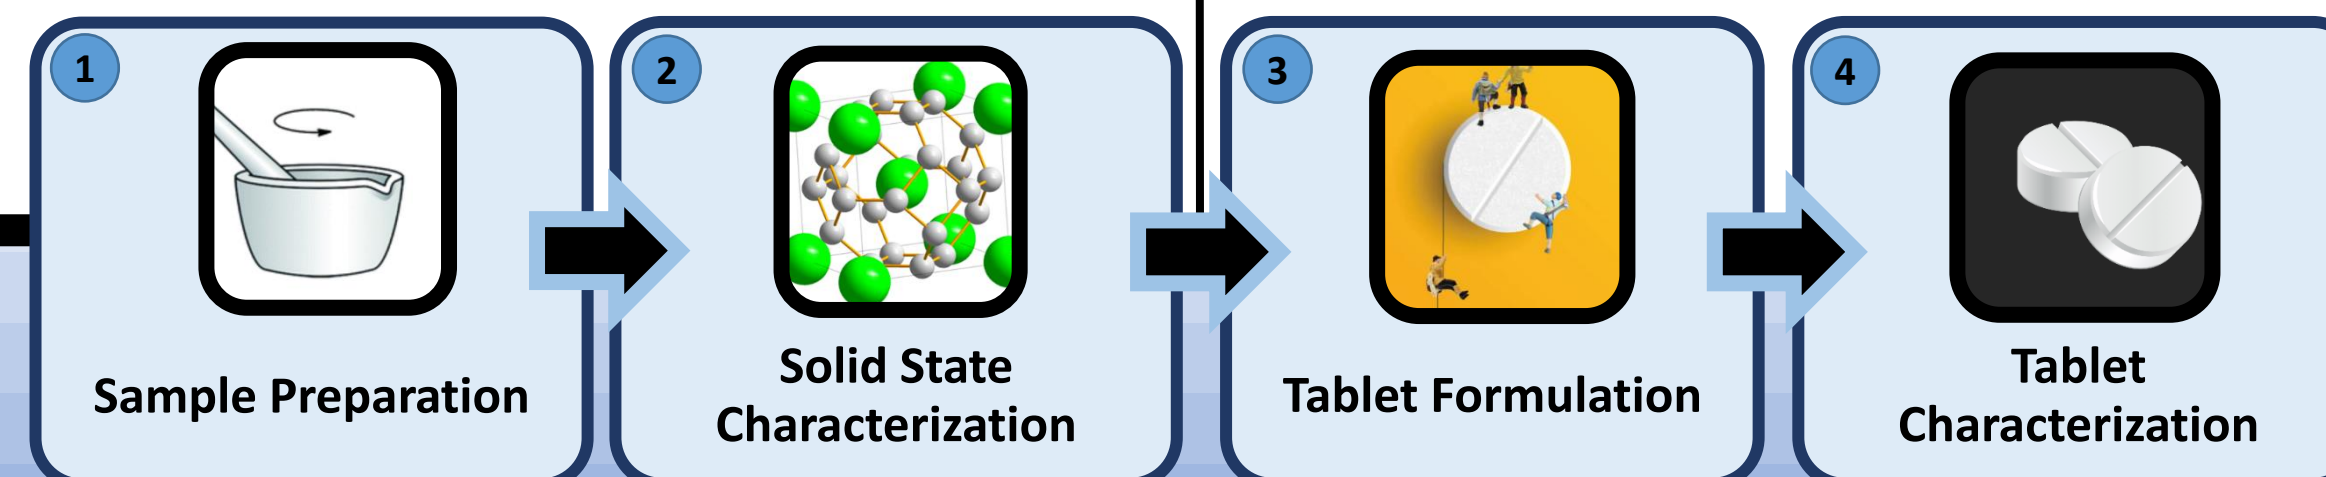 1
Sample Preparation
2
Solid State
Characterization
3
Tablet Formulation
4
Tablet
Characterization